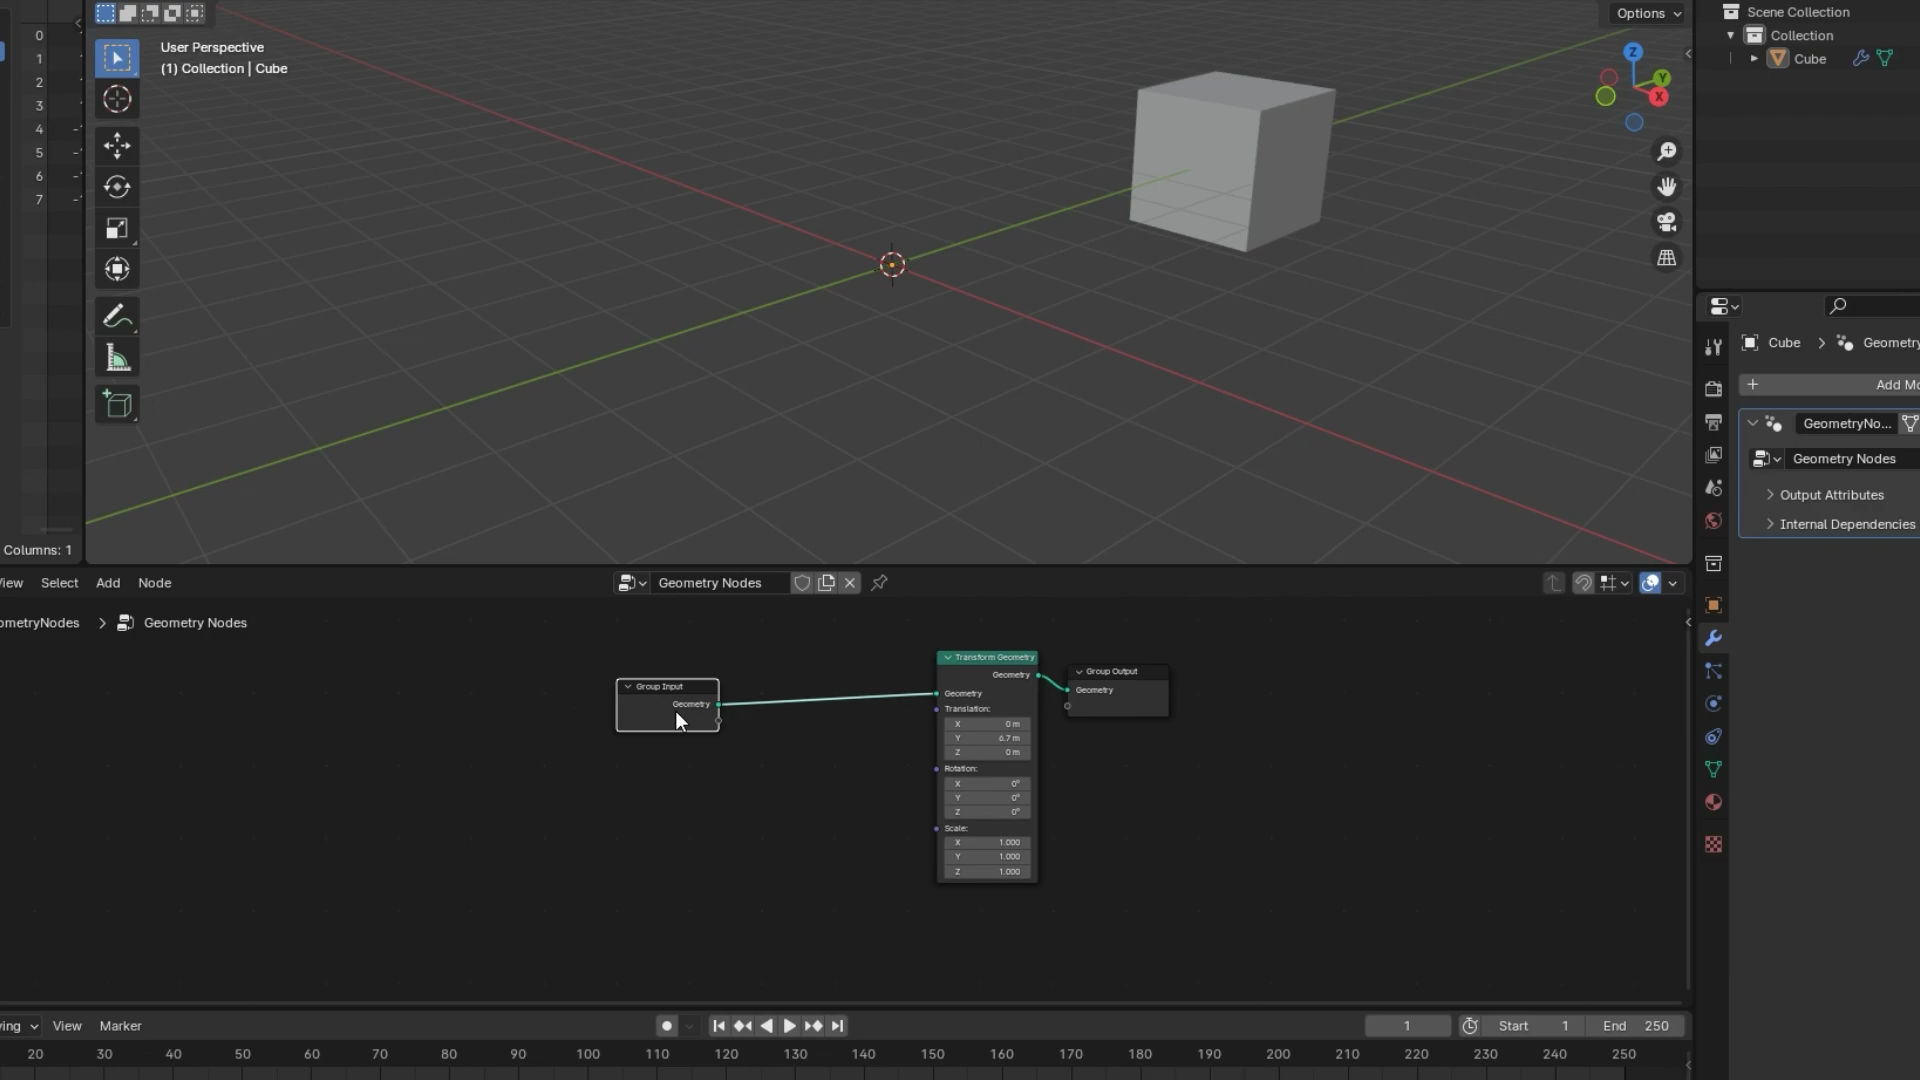 Options
Scene Collection
Collection
Cube
0
1
2
3
4
5
6
7
User Perspective
(1) Collection | Cube
Z
Y
X
Columns: 1
Cube
Geometry
Add Mo
GeometryNo...
Geometry Nodes
Output Attributes
Internal Dependencies
View
Select
Add
Node
Geometry Nodes
ometryNodes
Geometry Nodes
Group Input
Geometry
Transform Geometry
Geometry
Geometry
Translation:
X 0 m
Y 6.7 m
Z 0 m
Rotation:
X 0°
Y 0°
Z 0°
Scale:
X 1.000
Y 1.000
Z 1.000
Group Output
Geometry
ying
View
Marker
1
Start 1
End 250
20 30 40 50 60 70 80 90 100 110 120 130 140 150 160 170 180 190 200 210 220 230 240 250